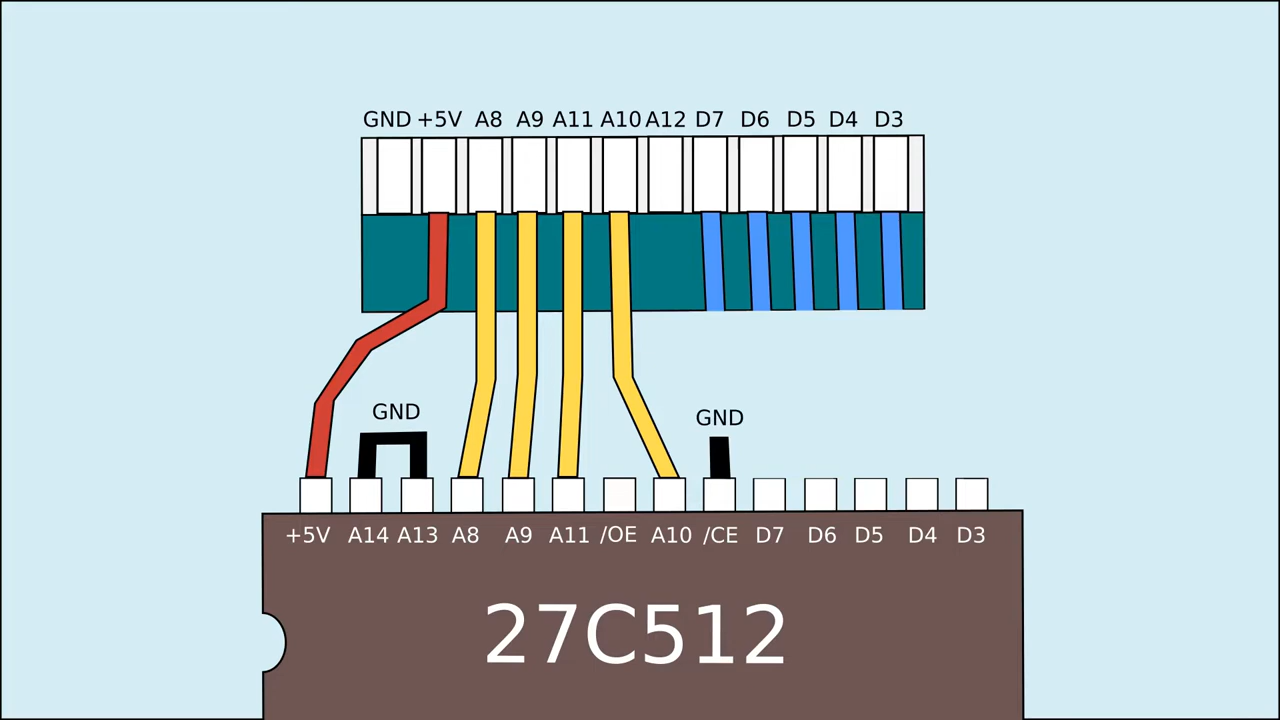 GND +5V A8 A9 A11 A10 A12 D7 D6 D5 D4 D3
GND
GND
+5V A14 A13 A8 A9 A11 /OE A10 /CE D7 D6 D5 D4 D3
27C512